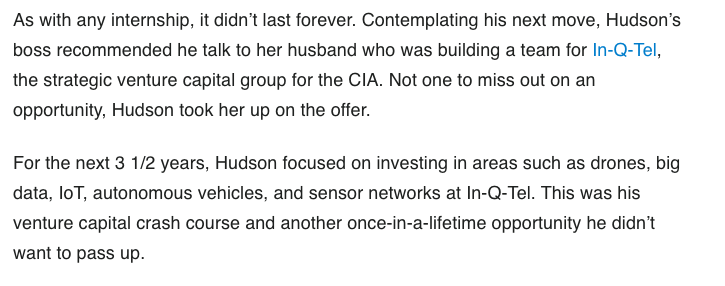 As with any internship, it didn’t last forever. Contemplating his next move, Hudson’s
boss recommended he talk to her husband who was building a team for In-Q-Tel,
the strategic venture capital group for the CIA. Not one to miss out on an
opportunity, Hudson took her up on the offer.
For the next 3 1/2 years, Hudson focused on investing in areas such as drones, big
data, IoT, autonomous vehicles, and sensor networks at In-Q-Tel. This was his
venture capital crash course and another once-in-a-lifetime opportunity he didn’t
want to pass up.